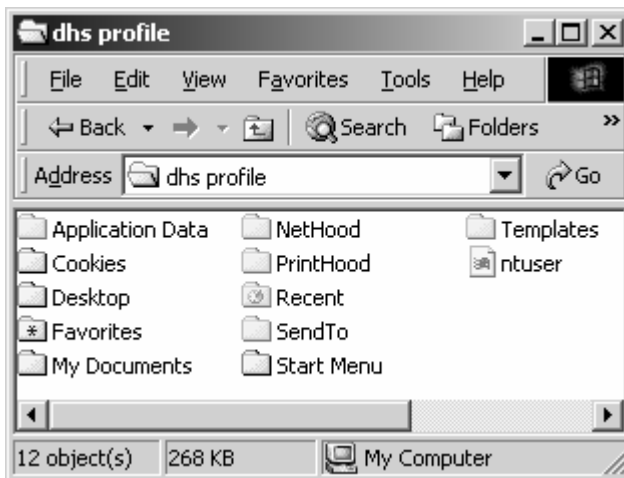 dhs profile
File Edit View Favorites Tools Help
Back Search Folders »
Address dhs profile Go
Application Data NetHood Templates
Cookies PrintHood ntuser
Desktop Recent
Favorites SendTo
My Documents Start Menu
12 object(s) 268 KB My Computer